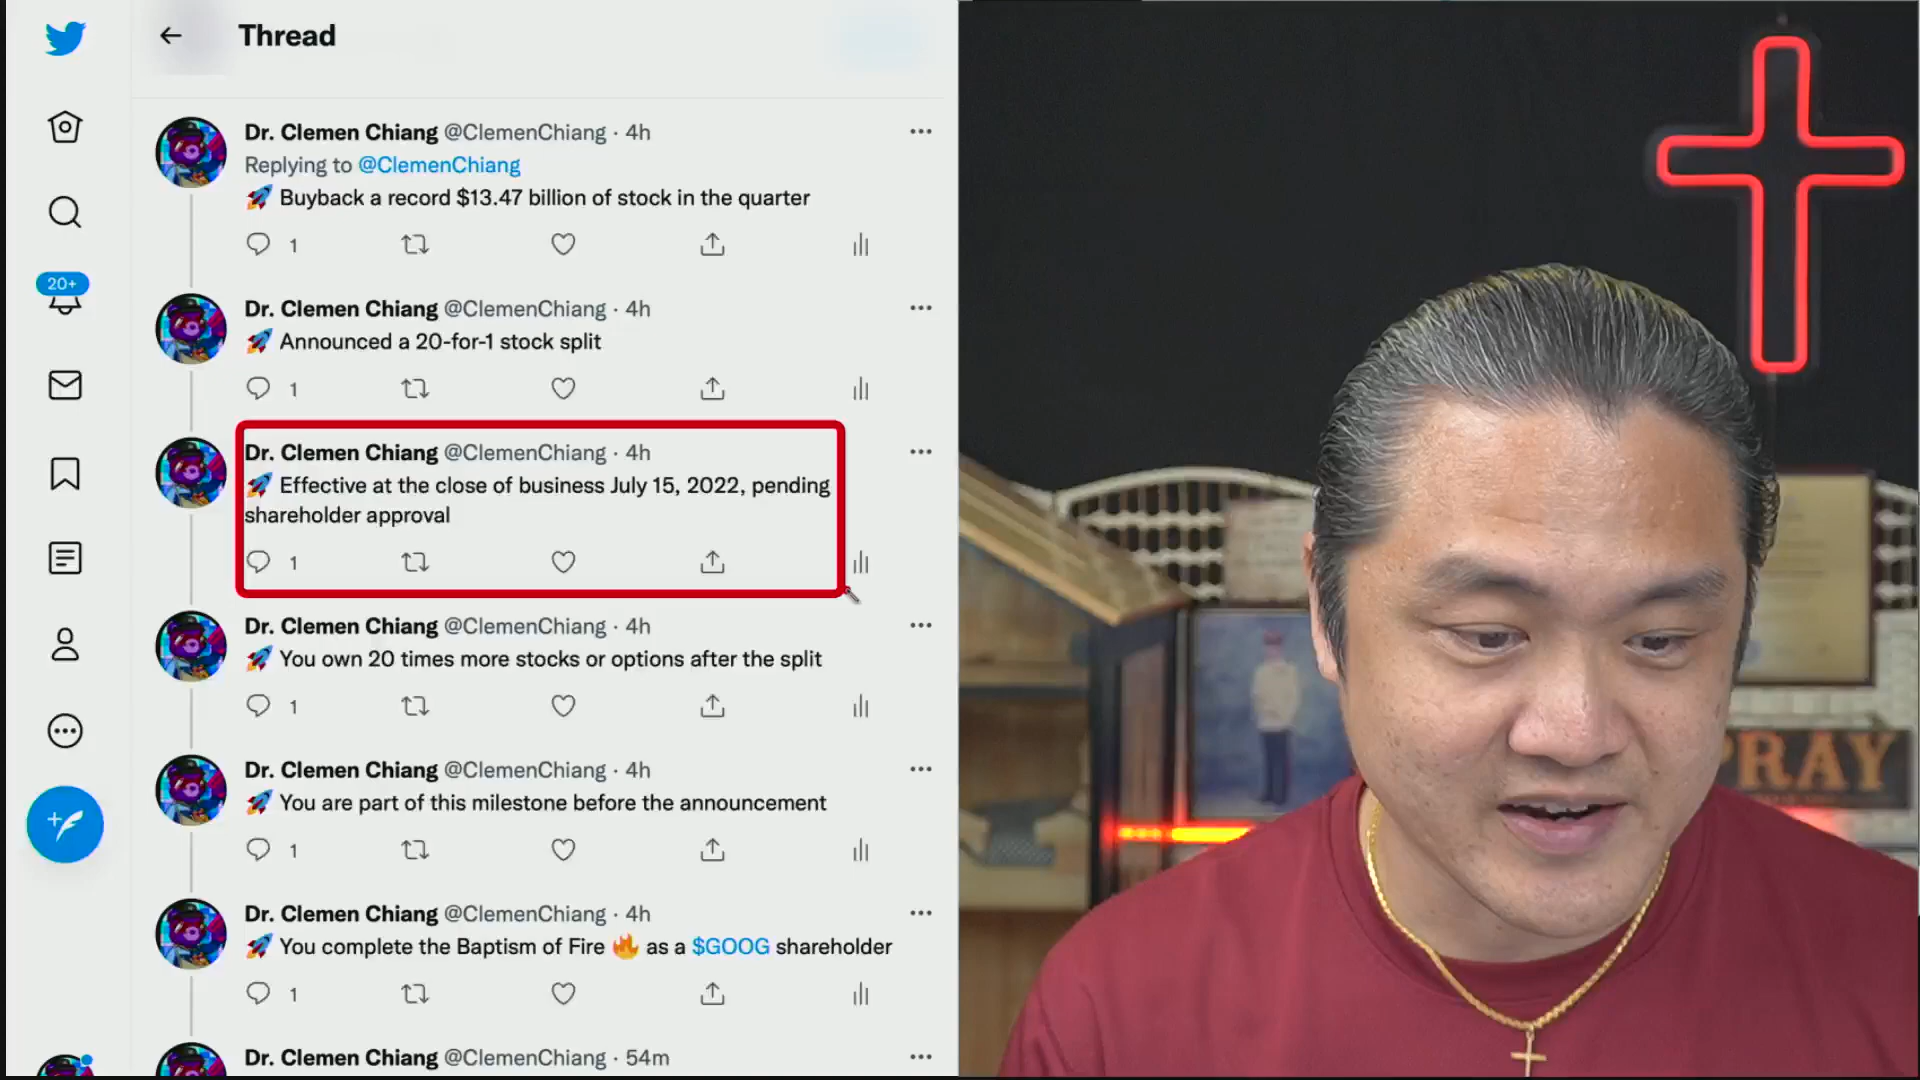 Thread
Dr. Clemen Chiang @ClemenChiang · 4h
Replying to @ClemenChiang
🚀 Buyback a record $13.47 billion of stock in the quarter
1
20+
Dr. Clemen Chiang @ClemenChiang · 4h
🚀 Announced a 20-for-1 stock split
1
Dr. Clemen Chiang @ClemenChiang · 4h
🚀 Effective at the close of business July 15, 2022, pending
shareholder approval
1
Dr. Clemen Chiang @ClemenChiang · 4h
🚀 You own 20 times more stocks or options after the split
1
Dr. Clemen Chiang @ClemenChiang · 4h
🚀 You are part of this milestone before the announcement
1
Dr. Clemen Chiang @ClemenChiang · 4h
🚀 You complete the Baptism of Fire 🔥 as a $GOOG shareholder
1
Dr. Clemen Chiang @ClemenChiang · 54m
PRAY